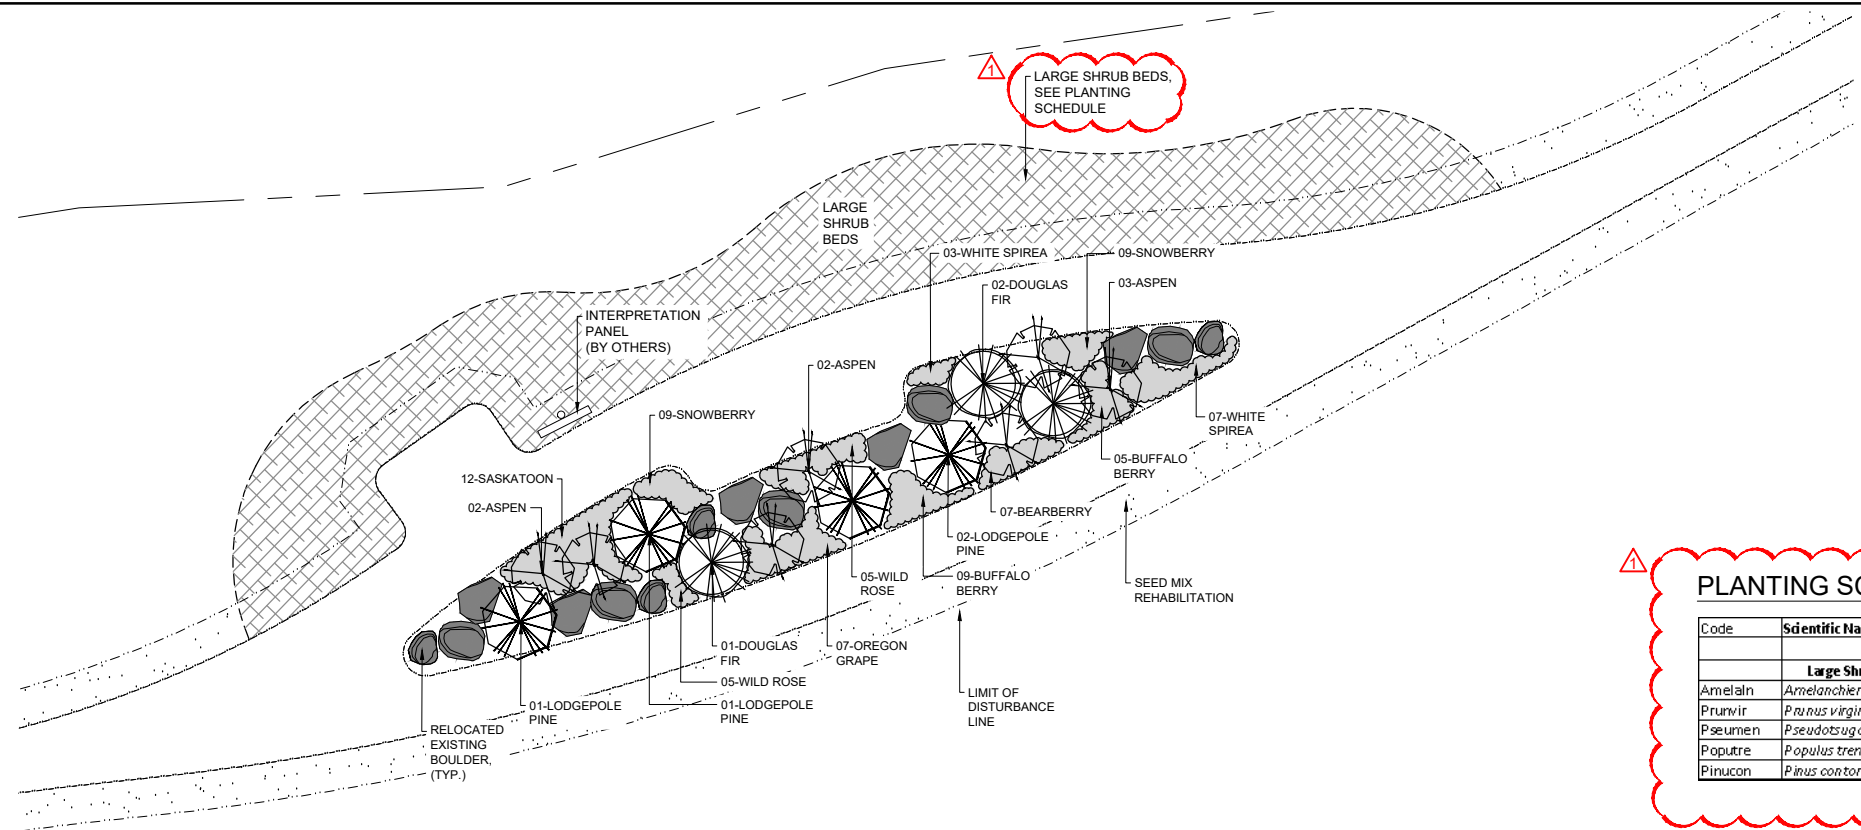 1
LARGE SHRUB BEDS,
SEE PLANTING
SCHEDULE
LARGE
SHRUB
BEDS
03-WHITE SPIREA
09-SNOWBERRY
02-DOUGLAS
FIR
03-ASPEN
INTERPRETATION
PANEL
(BY OTHERS)
02-ASPEN
09-SNOWBERRY
07-WHITE
SPIREA
05-BUFFALO
BERRY
12-SASKATOON
02-ASPEN
07-BEARBERRY
02-LODGEPOLE
PINE
05-WILD
ROSE
09-BUFFALO
BERRY
SEED MIX
REHABILITATION
01-DOUGLAS
FIR
07-OREGON
GRAPE
05-WILD ROSE
01-LODGEPOLE
PINE
01-LODGEPOLE
PINE
LIMIT OF
DISTURBANCE
LINE
RELOCATED
EXISTING
BOULDER,
(TYP.)
1
PLANTING SC
Code Scientific Na
Large Shr
Amelaln Amelanchier
Prunvir Prunus virgin
Pseumen Pseudotsuga
Poputre Populus tren
Pinucon Pinus contor